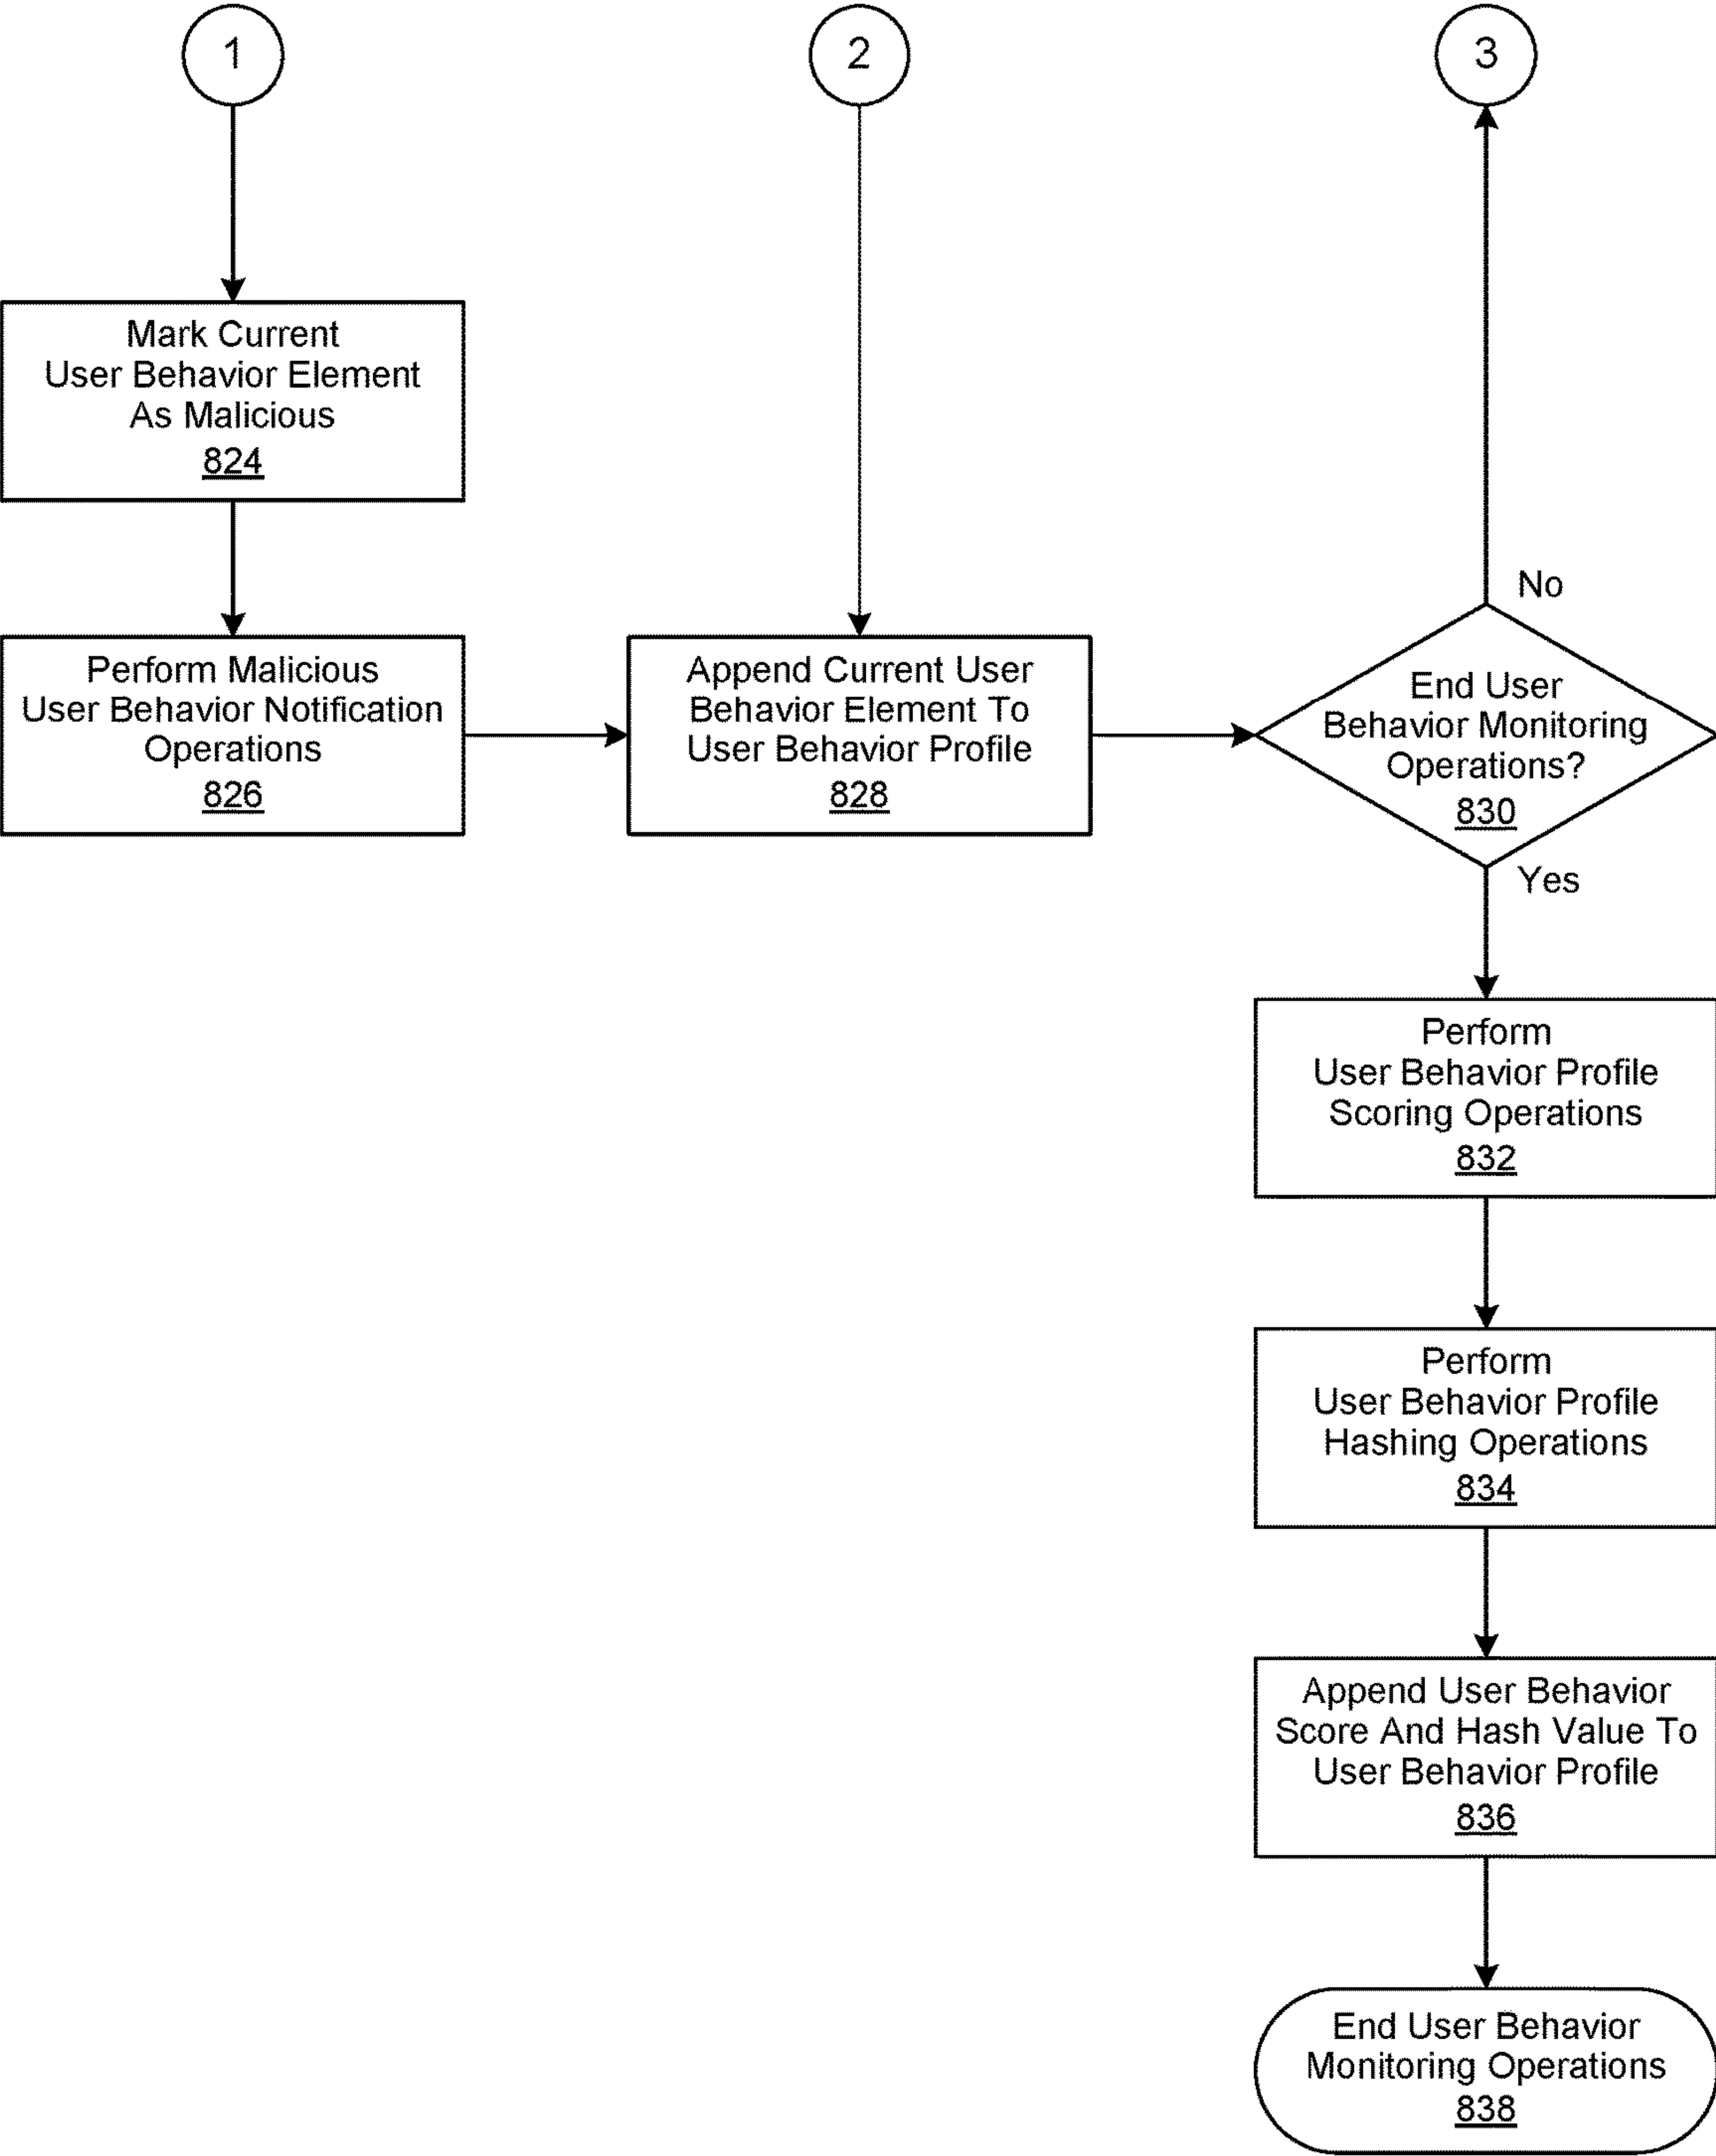 1
2
3
Mark Current
User Behavior Element
As Malicious
824
Perform Malicious
User Behavior Notification
Operations
826
Append Current User
Behavior Element To
User Behavior Profile
828
No
End User
Behavior Monitoring
Operations?
830
Yes
Perform
User Behavior Profile
Scoring Operations
832
Perform
User Behavior Profile
Hashing Operations
834
Append User Behavior
Score And Hash Value To
User Behavior Profile
836
End User Behavior
Monitoring Operations
838